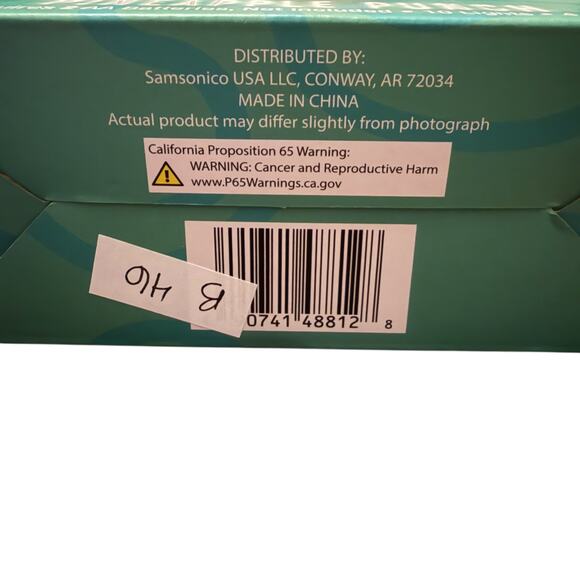 DISTRIBUTED BY:
Samsonico USA LLC, CONWAY, AR 72034
MADE IN CHINA
Actual product may differ slightly from photograph
California Proposition 65 Warning:
WARNING: Cancer and Reproductive Harm
www.P65Warnings.ca.gov
B H6
0741 48812 8